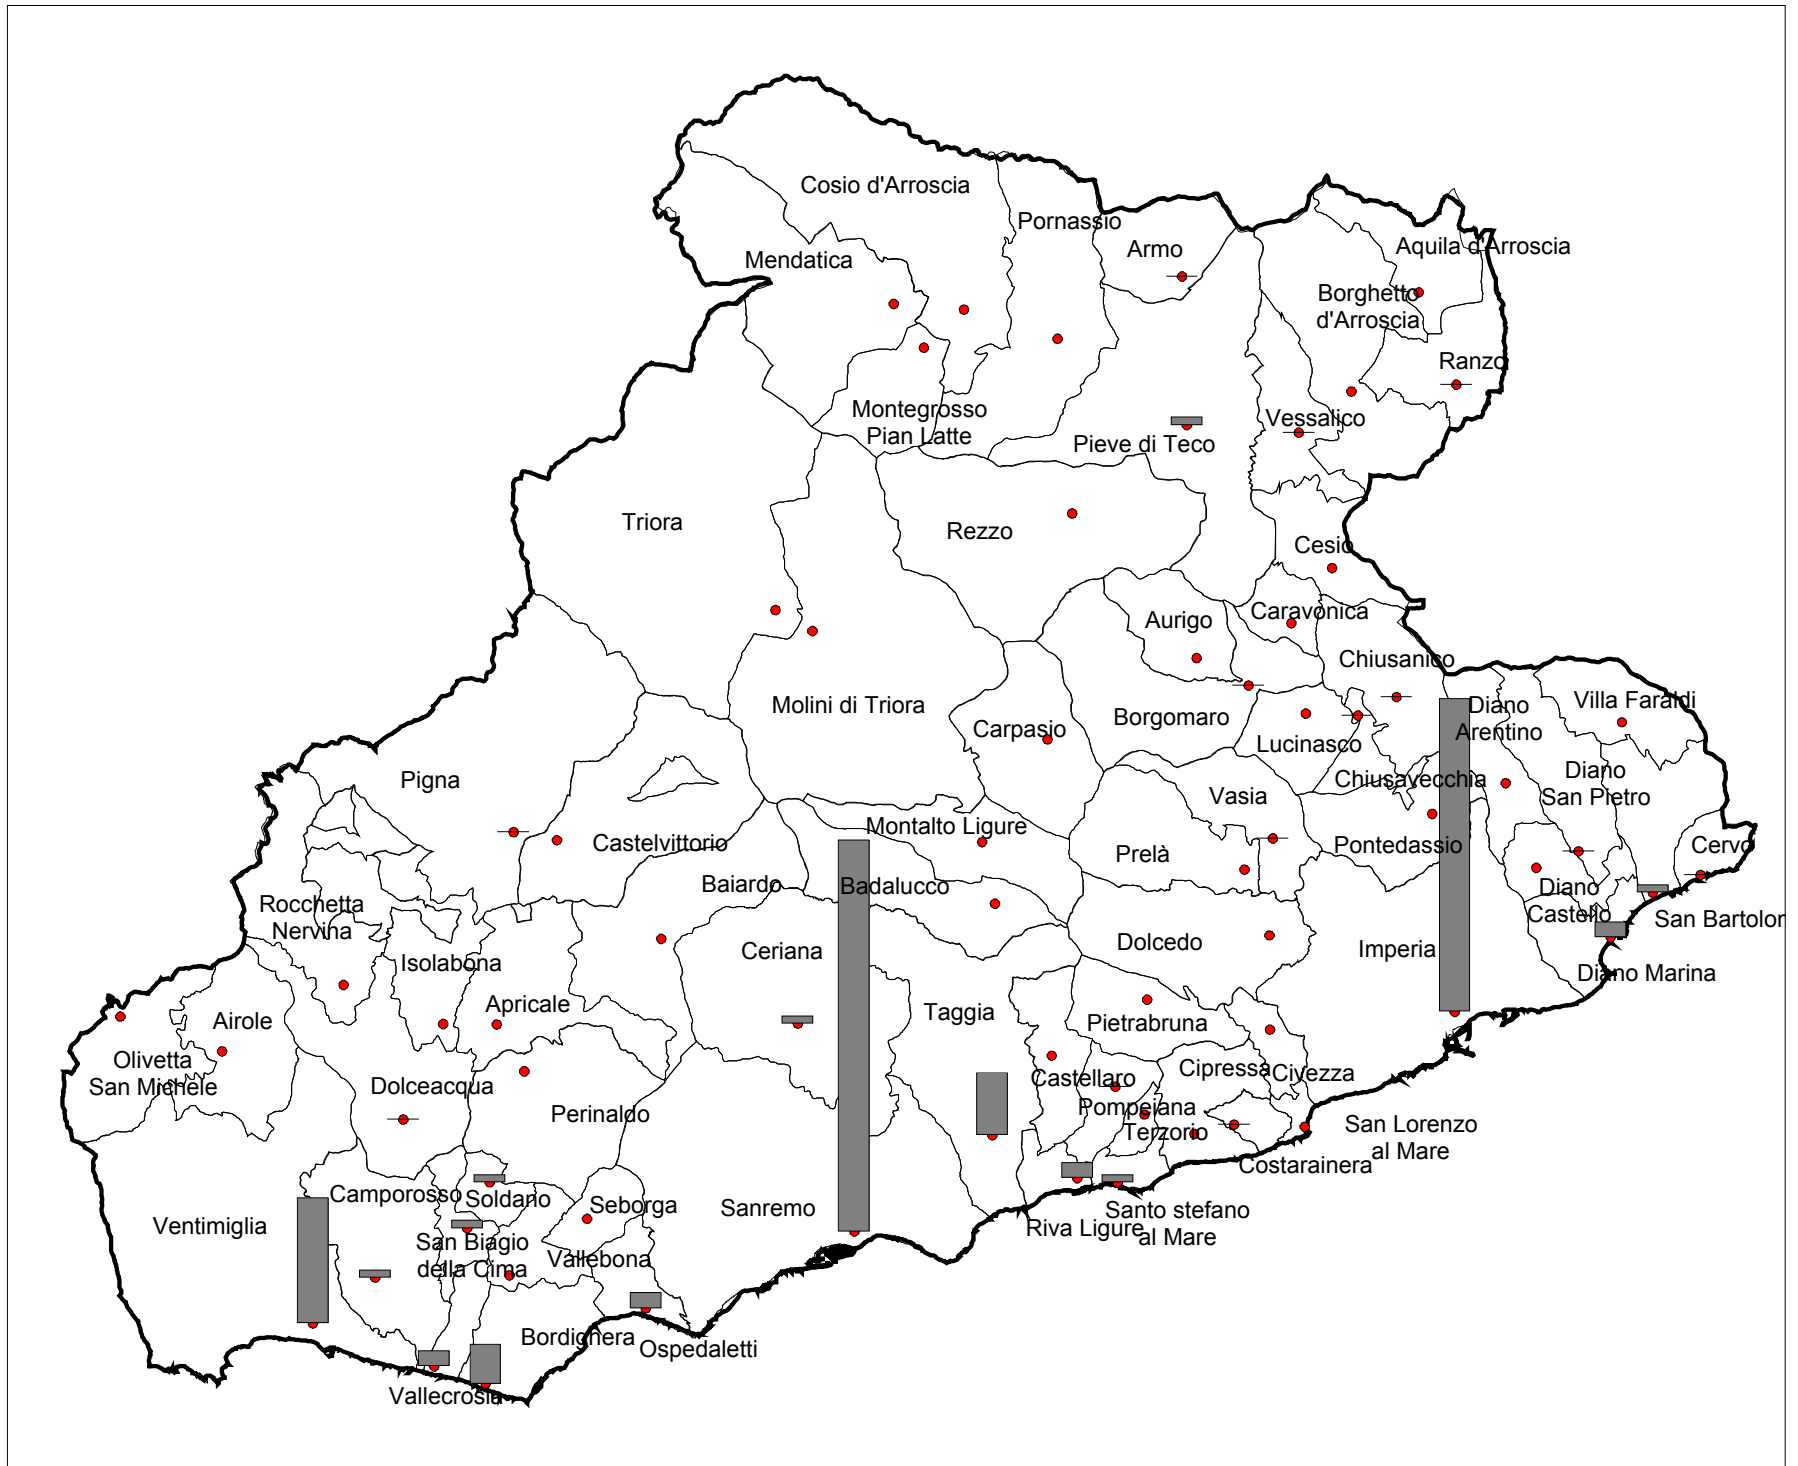 Cosio d'Arroscia
Pornassio
Armo
Aquila d'Arroscia
Mendatica
Borghetto
d'Arroscia
Ranzo
Montegrosso
Pian Latte
Vessalico
Pieve di Teco
Triora
Rezzo
Cesio
Caravonica
Aurigo
Chiusanico
Villa Faraldi
Molini di Triora
Carpasio
Borgomaro
Lucinasco
Diano
Arentino
Pigna
Chiusavecchia
Diano
San Pietro
Vasia
Castelvittorio
Montalto Ligure
Prelà
Pontedassio
Cervo
Baiardo
Badalucco
Diano
Castello
San Bartolor
Rocchetta
Nervina
Isolabona
Ceriana
Dolcedo
Imperia
Diano Marina
Apricale
Taggia
Airole
Pietrabruna
Olivetta
San Michele
Dolceacqua
Perinaldo
Castellaro
Cipressa
Civezza
Pompeiana
Terzorio
San Lorenzo
al Mare
Costarainera
Camporosso
Soldano
Seborga
Sanremo
Santo stefano
al Mare
Riva Ligure
Ventimiglia
San Biagio
della Cima
Vallebona
Bordighera
Ospedaletti
Vallecrosia